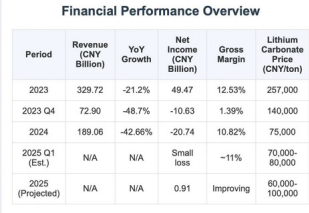 Financial Performance Overview
Period Revenue (CNY Billion) YoY Growth Net Income (CNY Billion) Gross Margin Lithium Carbonate Price (CNY/ton)
2023 329.72 -21.2% 49.47 12.53% 257,000
2023 Q4 72.90 -48.7% -10.63 1.39% 140,000
2024 189.06 -42.66% -20.74 10.82% 75,000
2025 Q1 (Est.) N/A N/A Small loss ~11% 70,000-80,000
2025 (Projected) N/A N/A 0.91 Improving 60,000-100,000